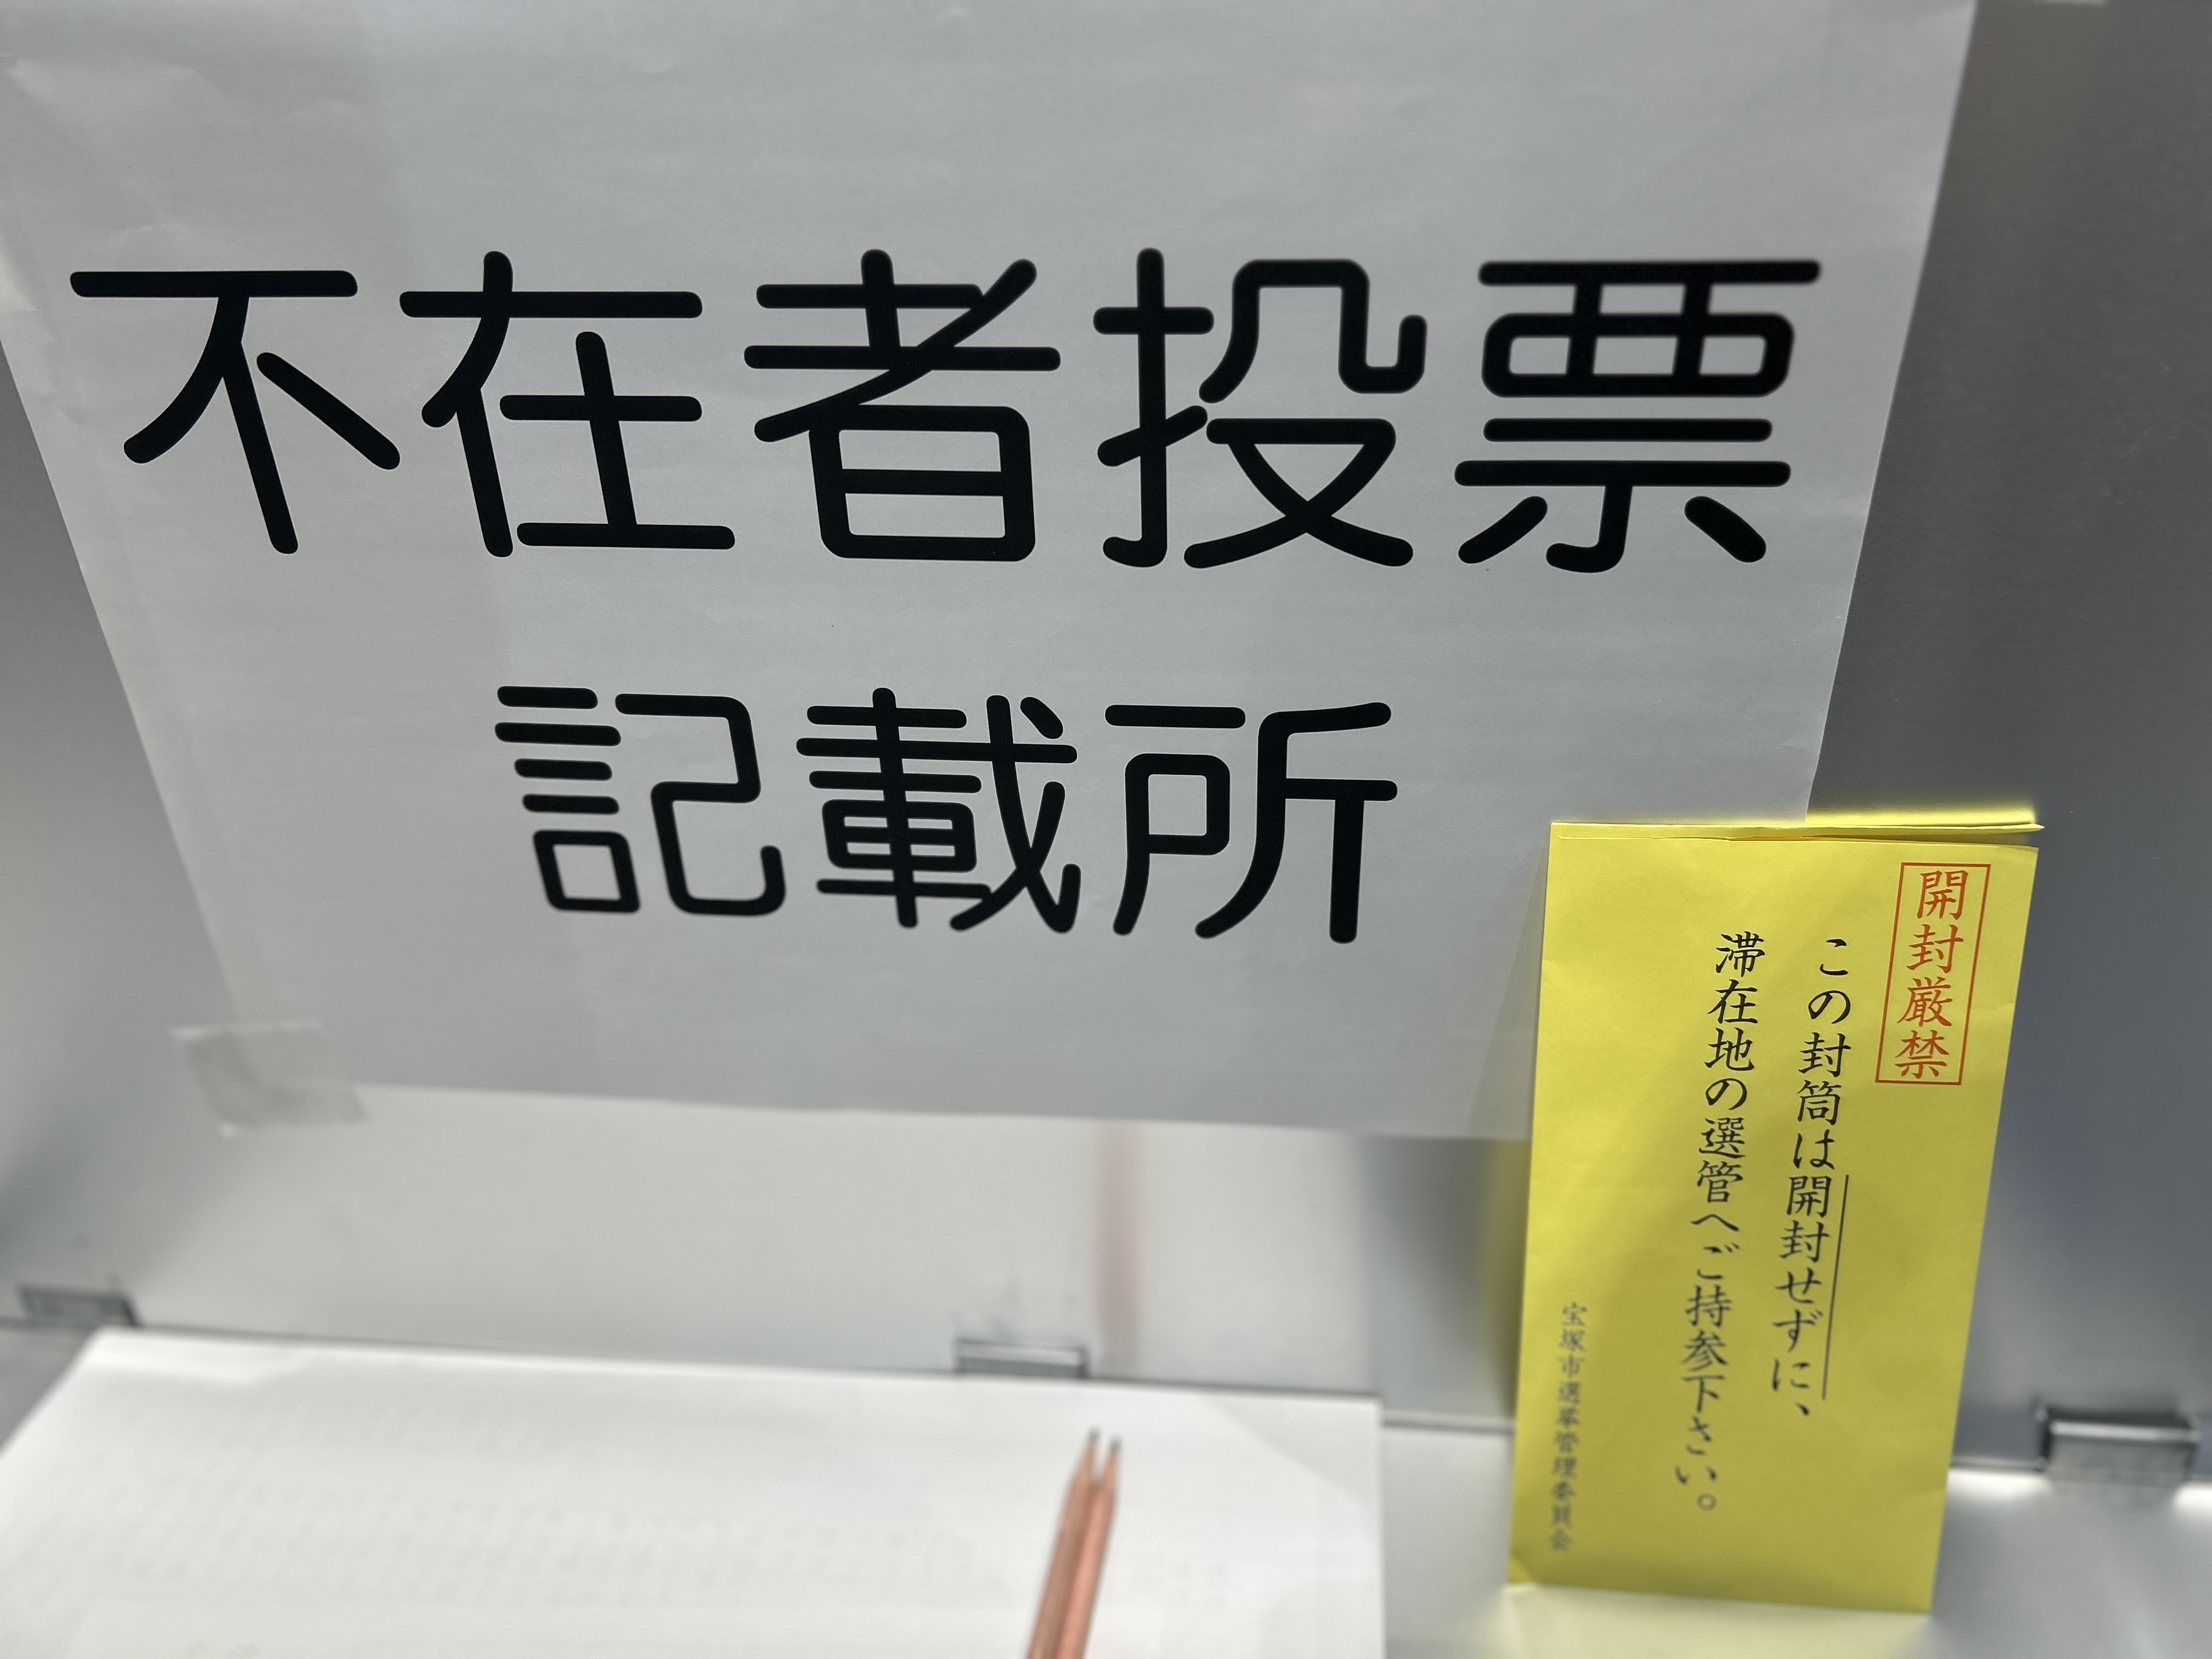 不在者投票
記載所
開封厳禁
この封筒は開封せずに、
滞在地の選管へご持参下さい。
宝塚市選挙管理委員会